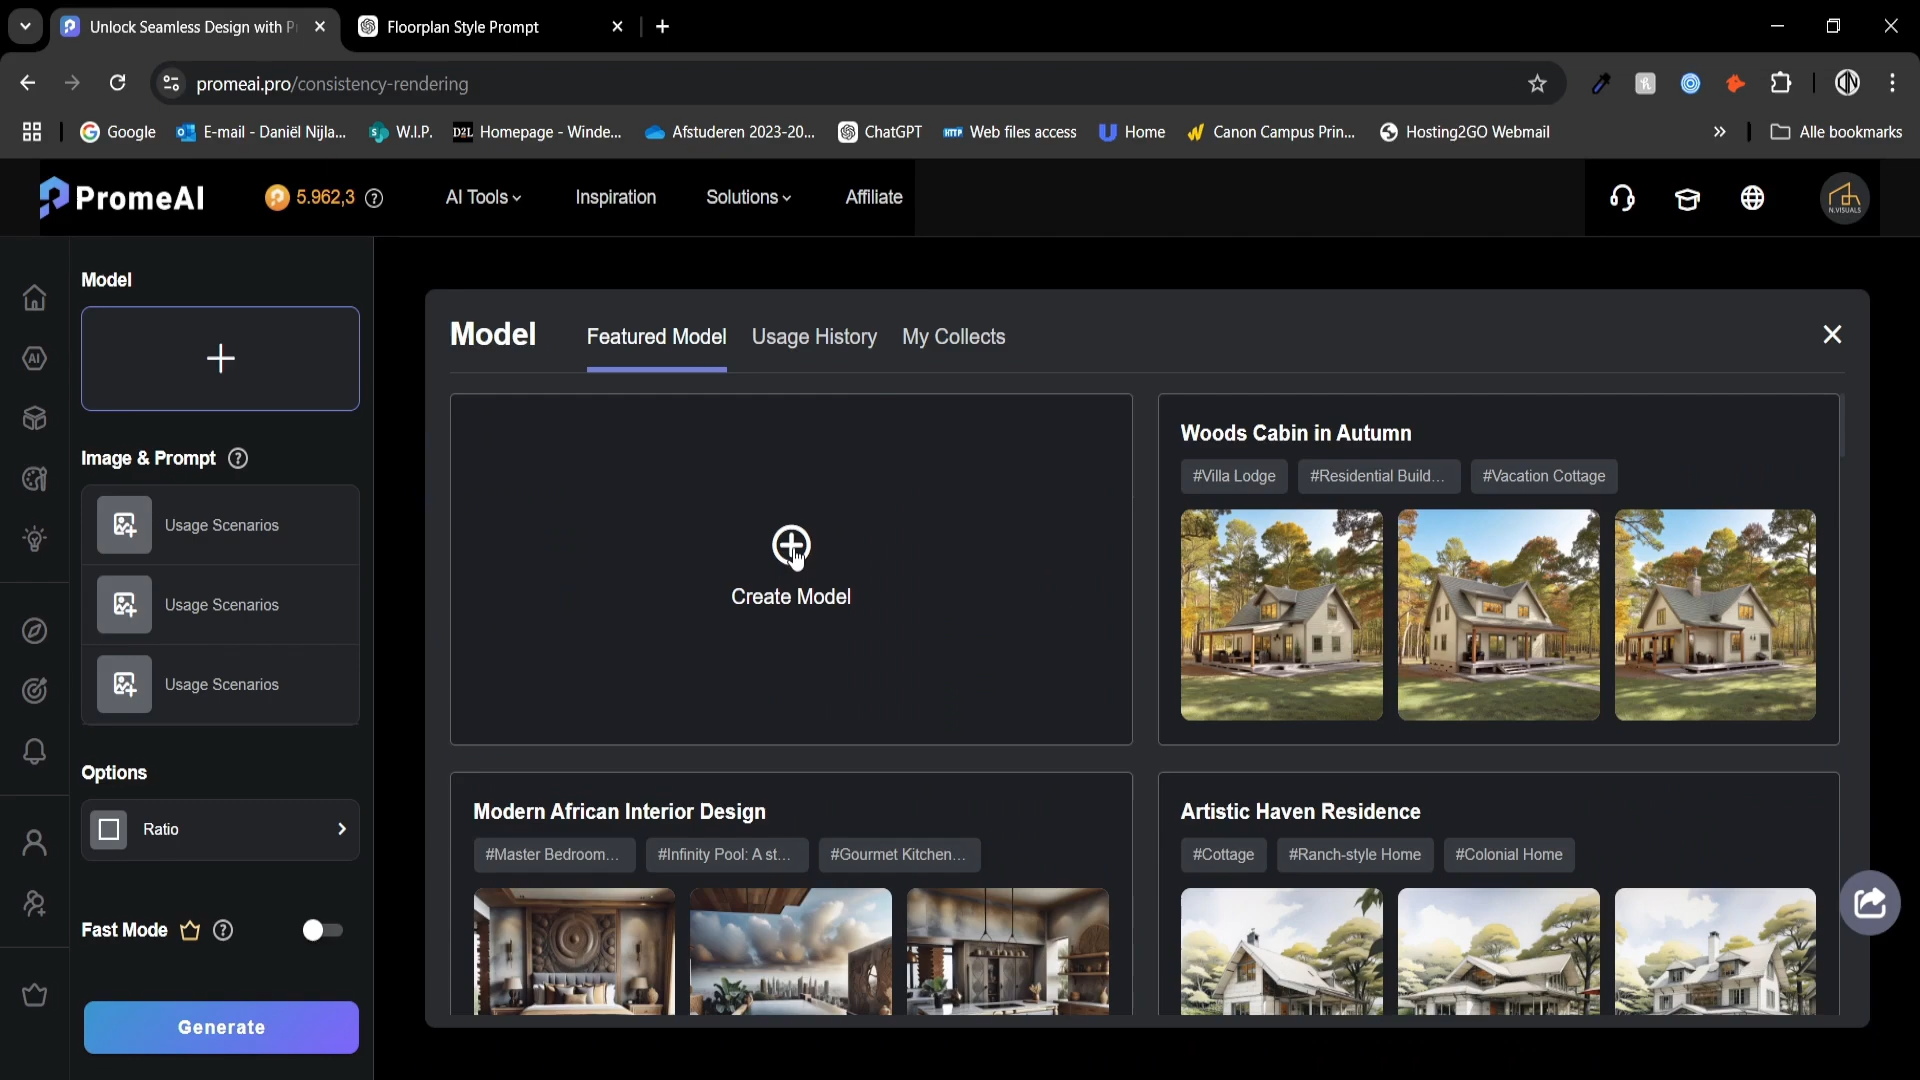 Unlock Seamless Design with P
Floorplan Style Prompt
promeai.pro/consistency-rendering
Google
E-mail - Daniël Nijla...
W.I.P.
D2L
Homepage - Winde...
Afstuderen 2023-20...
ChatGPT
HTTP
Web files access
Home
Canon Campus Prin...
Hosting2GO Webmail
Alle bookmarks
PromeAI
5.962,3
AI Tools
Inspiration
Solutions
Affiliate
N.VISUALS
Model
Image & Prompt
Usage Scenarios
Usage Scenarios
Usage Scenarios
Options
Ratio
Fast Mode
Generate
AI
Model
Featured Model
Usage History
My Collects
Create Model
Woods Cabin in Autumn
#Villa Lodge
#Residential Build...
#Vacation Cottage
Modern African Interior Design
#Master Bedroom...
#Infinity Pool: A st...
#Gourmet Kitchen...
Artistic Haven Residence
#Cottage
#Ranch-style Home
#Colonial Home